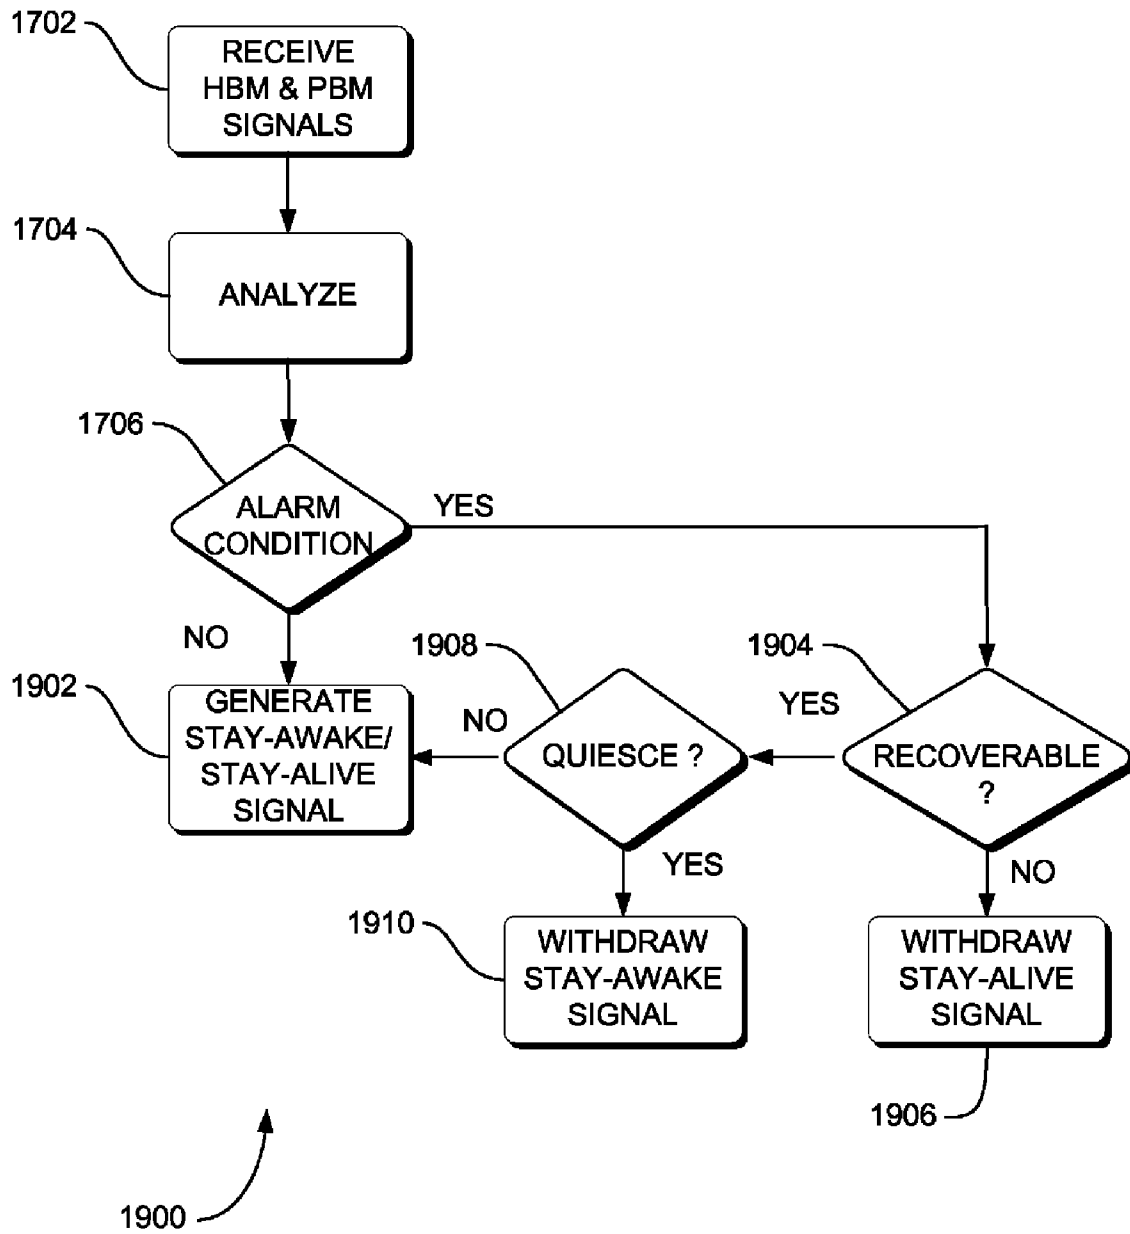 1702
RECEIVE
HBM & PBM
SIGNALS
1704
ANALYZE
1706
ALARM
CONDITION
YES
NO
1908
1904
1902
GENERATE
STAY-AWAKE/
STAY-ALIVE
SIGNAL
NO
QUIESCE ?
YES
RECOVERABLE
?
YES
NO
1910
WITHDRAW
STAY-AWAKE
SIGNAL
WITHDRAW
STAY-ALIVE
SIGNAL
1906
1900